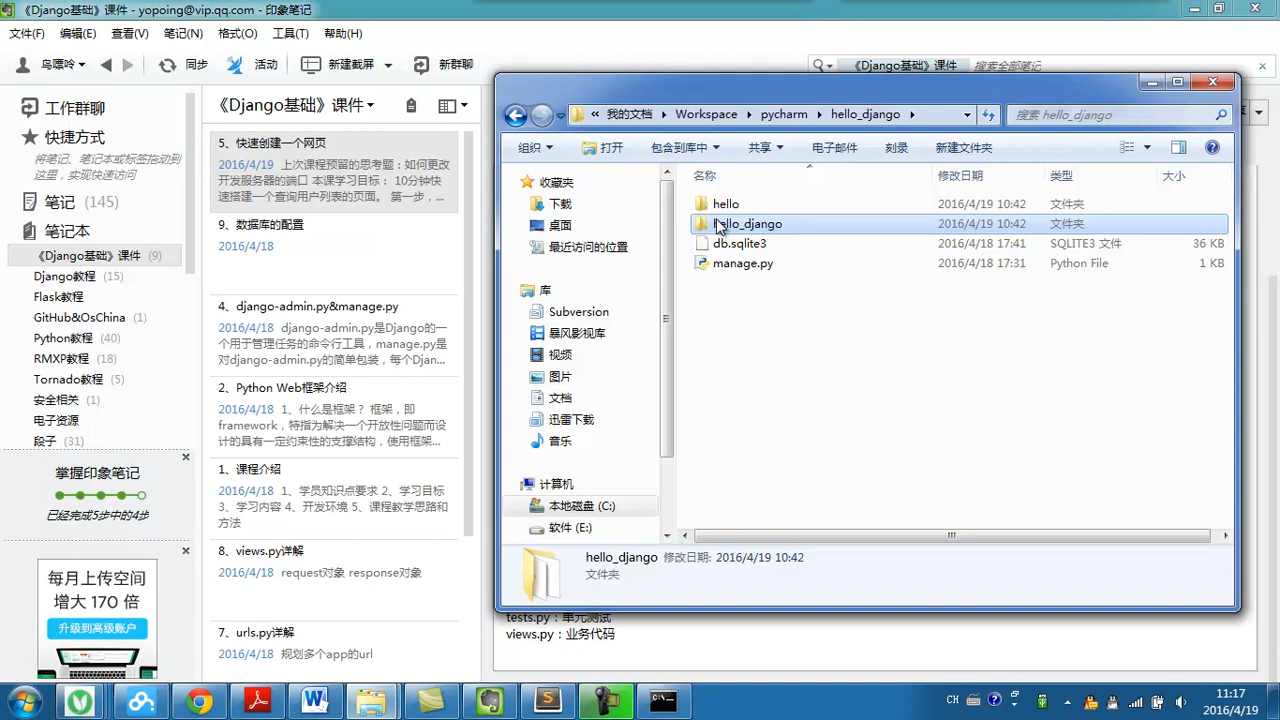 《Django基础》课件 - yopoing@vip.qq.com - 印象笔记
文件(F) 编辑(E) 查看(V) 笔记(N) 格式(O) 工具(T) 帮助(H)
鸟嘌呤 同步 活动 新建截屏 新群聊
《Django基础》课件 搜索全部笔记
工作群聊
快捷方式
将笔记、笔记本或标签拖动到
这里，实现快速访问
笔记 (145)
笔记本
《Django基础》课件 (9)
Django教程 (15)
Flask教程
GitHub&OsChina (1)
Python教程 (40)
RMXP教程 (18)
Tornado教程 (5)
安全相关 (1)
电子资源
段子 (31)
掌握印象笔记
已经完成5步中的4步
每月上传空间
增大 170 倍
升级到高级账户
《Django基础》课件
5、快速创建一个网页
2016/4/19 上次课程预留的思考题：如何更改
开发服务器的端口 本课学习目标： 10分钟快
速搭建一个查询用户列表的页面。 第一步，...
9、数据库的配置
2016/4/18
4、django-admin.py&manage.py
2016/4/18 django-admin.py是Django的一
个用于管理任务的命令行工具，manage.py是
对django-admin.py的简单包装，每个Djan...
2、Python Web框架介绍
2016/4/18 1、什么是框架？ 框架，即
framework，特指为解决一个开放性问题而设
计的具有一定约束性的支撑结构，使用框架...
1、课程介绍
2016/4/18 1、学员知识点要求 2、学习目标
3、学习内容 4、开发环境 5、课程教学思路和
方法
8、views.py详解
2016/4/18 request对象 response对象
7、urls.py详解
2016/4/18 规划多个app的url
« 我的文档 Workspace pycharm hello_django 搜索 hello_django
组织 打开 包含到库中 共享 电子邮件 刻录 新建文件夹
收藏夹
下载
桌面
最近访问的位置
库
Subversion
暴风影视库
视频
图片
文档
迅雷下载
音乐
计算机
本地磁盘 (C:)
软件 (E:)
名称 修改日期 类型 大小
hello 2016/4/19 10:42 文件夹
hello_django 2016/4/19 10:42 文件夹
db.sqlite3 2016/4/18 17:41 SQLITE3 文件 36 KB
manage.py 2016/4/18 17:31 Python File 1 KB
hello_django 修改日期: 2016/4/19 10:42
文件夹
tests.py：单元测试
views.py：业务代码
CH
11:17
2016/4/19